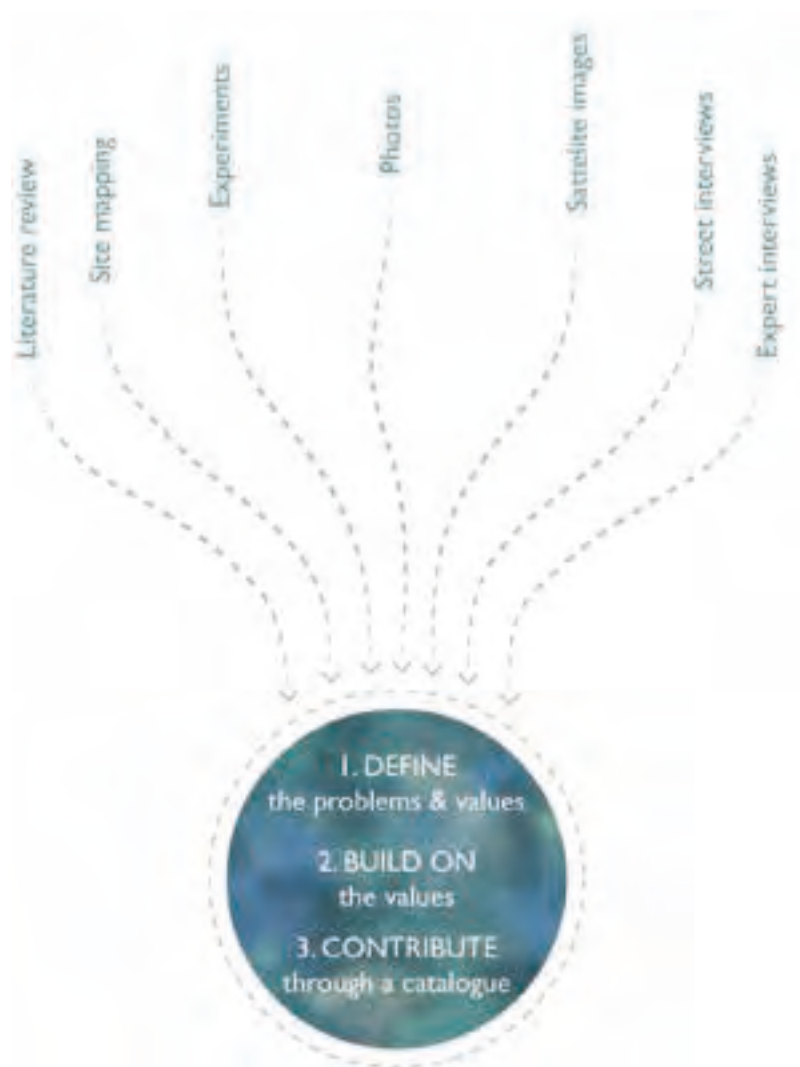 Literature review
Site mapping
Experiments
Photos
Sattelite images
Street interviews
Expert interviews
1. DEFINE
the problems & values
2. BUILD ON
the values
3. CONTRIBUTE
through a catalogue